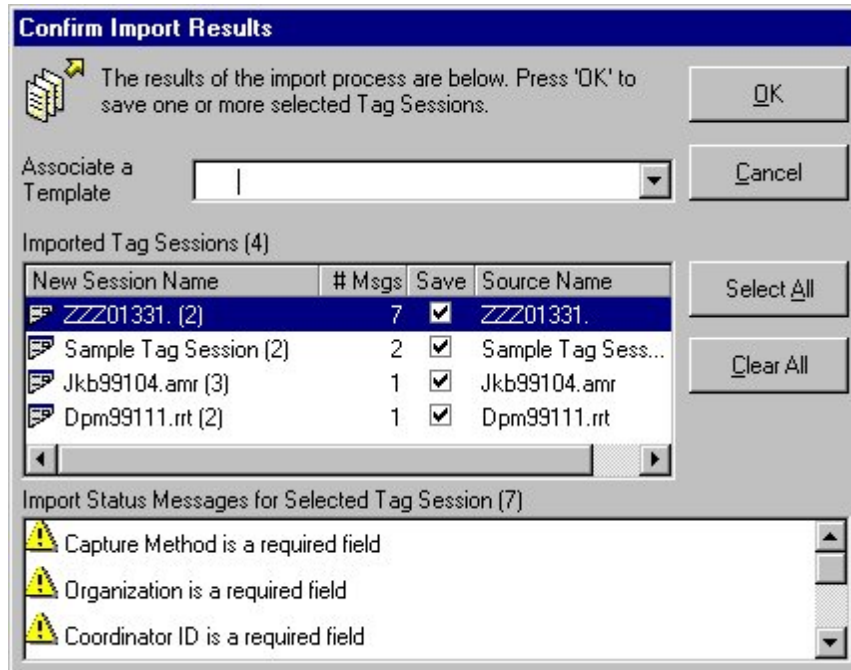 Confirm Import Results
The results of the import process are below. Press 'OK' to
save one or more selected Tag Sessions.
OK
Associate a
Template
Cancel
Imported Tag Sessions (4)
New Session Name # Msgs Save Source Name
ZZZ01331. (2) 7 ZZZ01331.
Sample Tag Session (2) 2 Sample Tag Sess...
Jkb99104.amr (3) 1 Jkb99104.amr
Dpm99111.rrt (2) 1 Dpm99111.rrt
Select All
Clear All
Import Status Messages for Selected Tag Session (7)
Capture Method is a required field
Organization is a required field
Coordinator ID is a required field